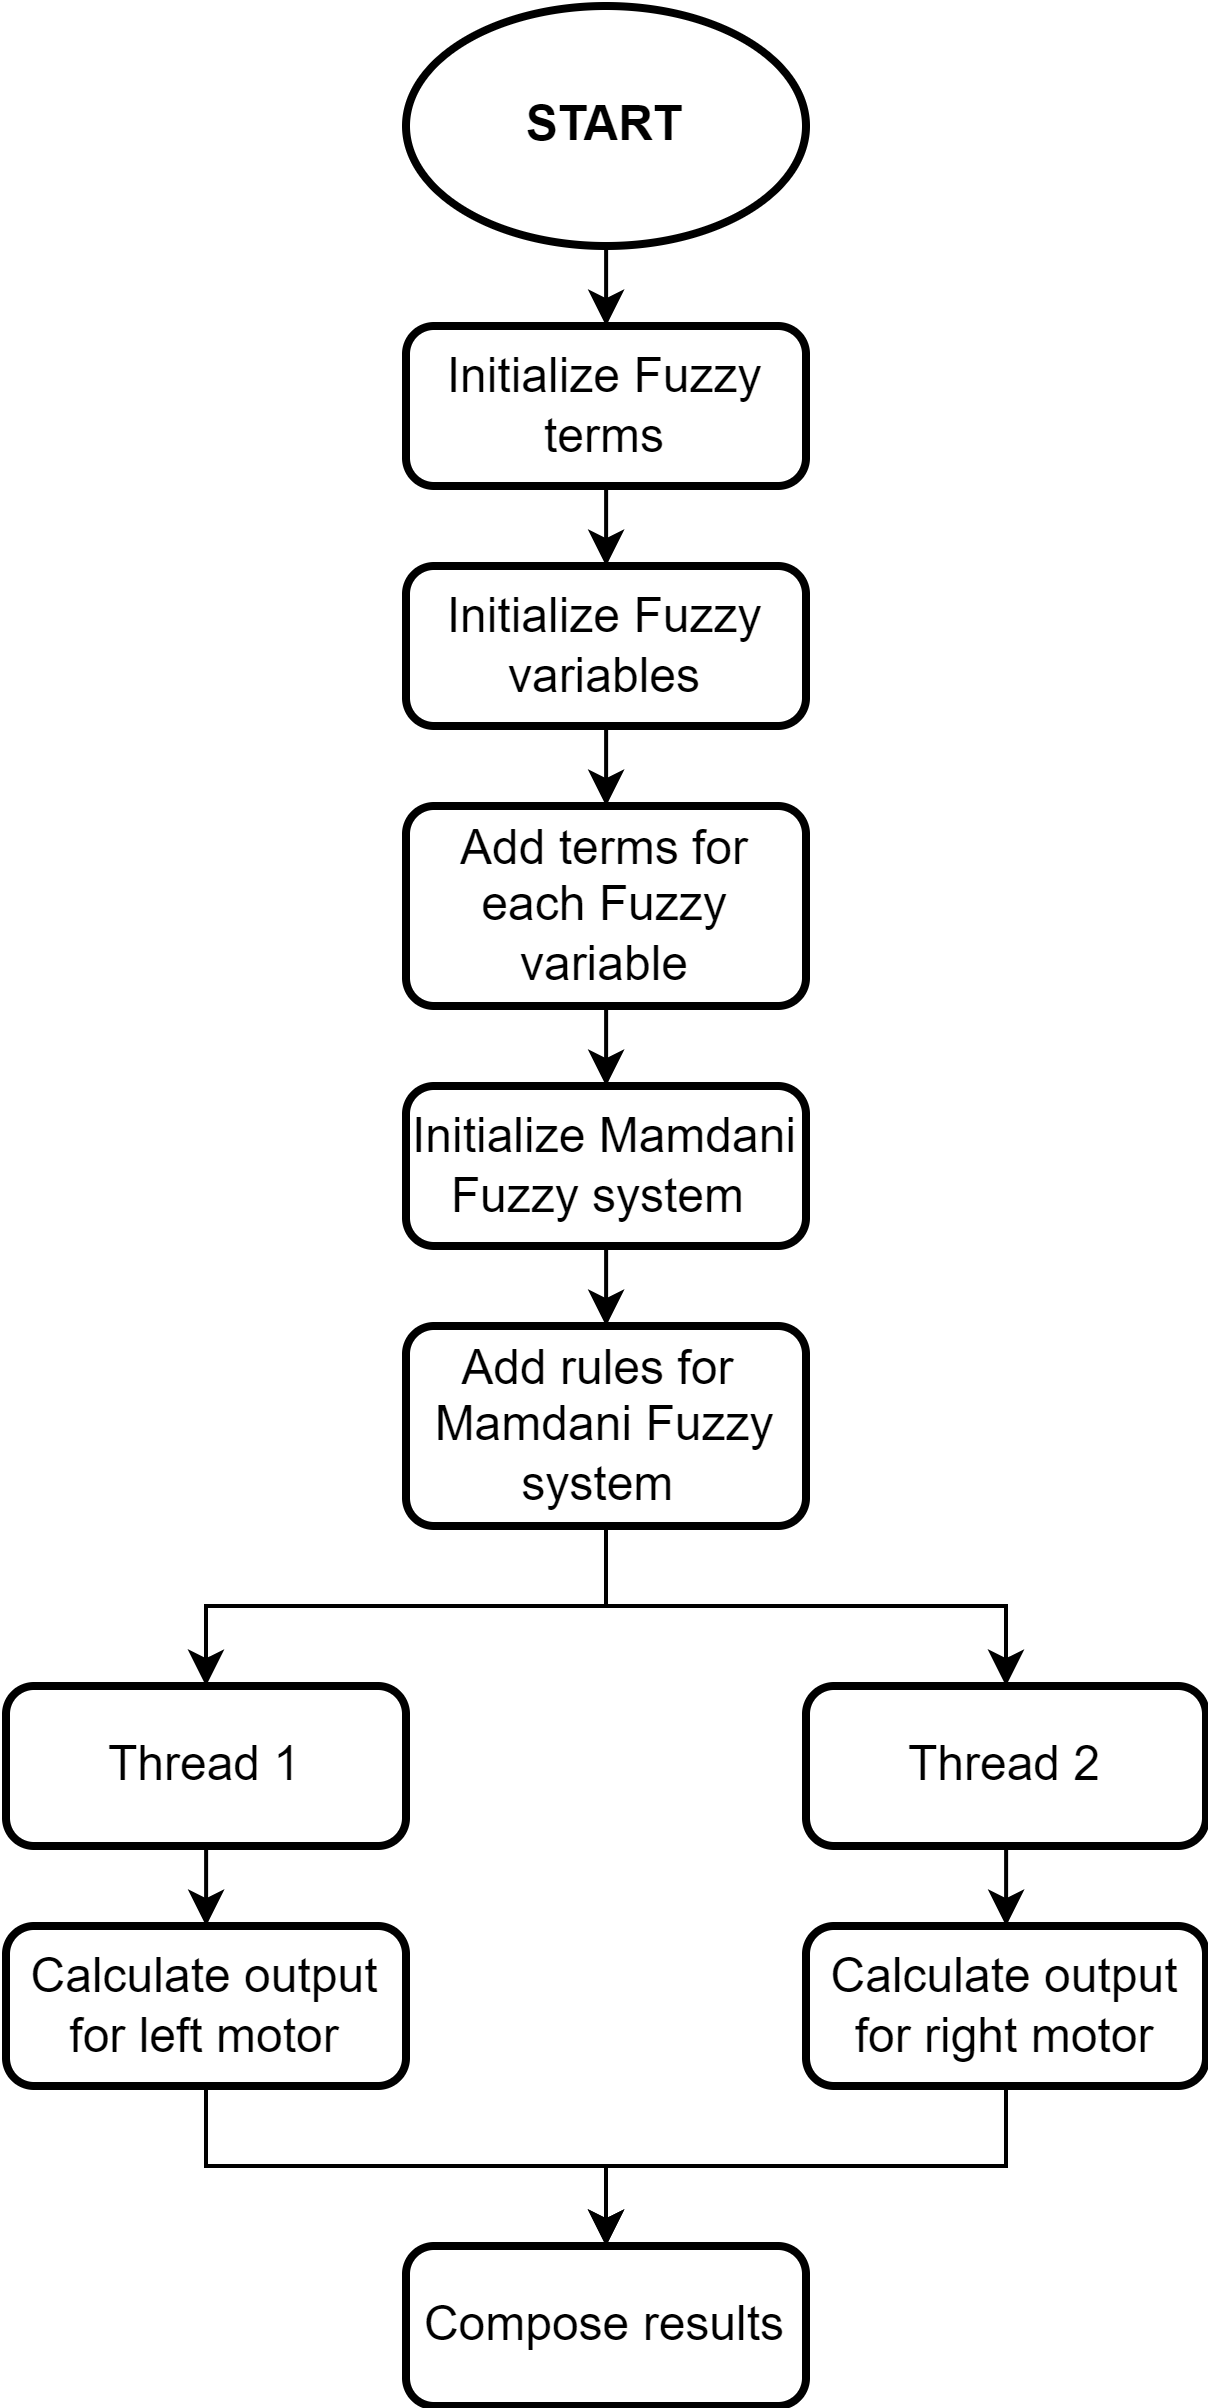 START
Initialize Fuzzy
terms
Initialize Fuzzy
variables
Add terms for
each Fuzzy
variable
Initialize Mamdani
Fuzzy system
Add rules for
Mamdani Fuzzy
system
Thread 1
Thread 2
Calculate output
for left motor
Calculate output
for right motor
Compose results